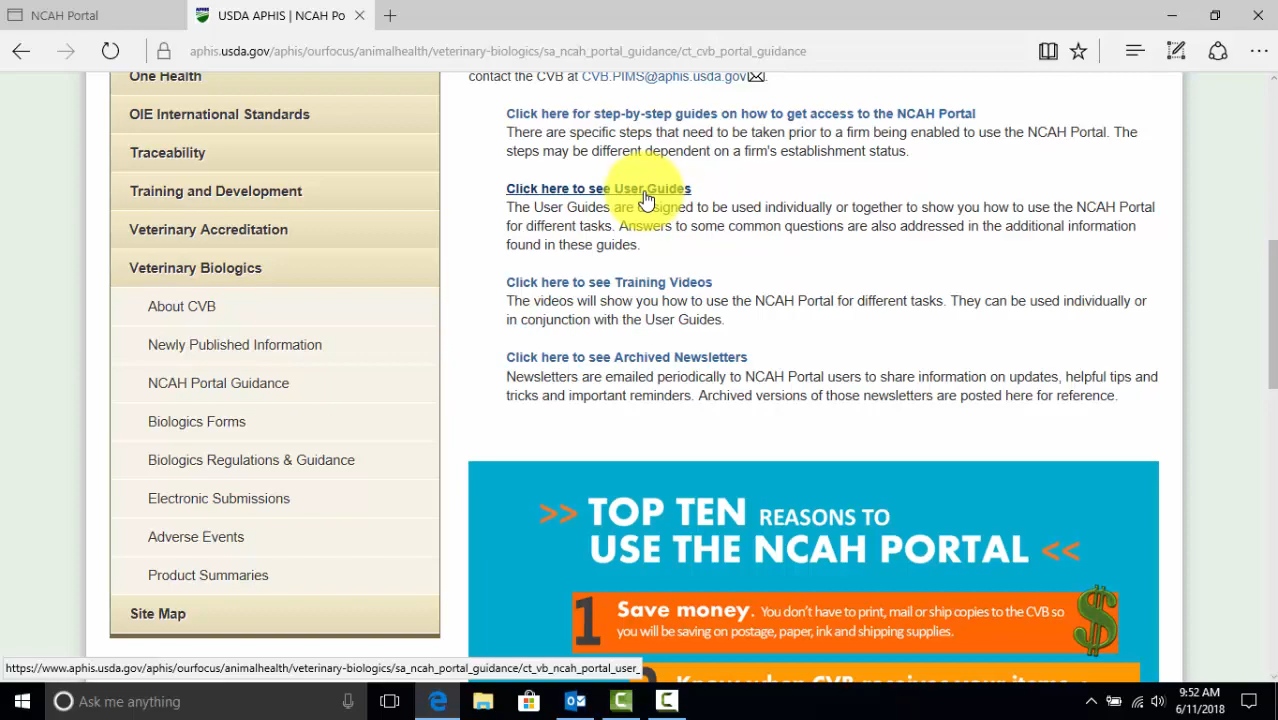 NCAH Portal
USDA APHIS | NCAH Po
aphis.usda.gov/aphis/ourfocus/animalhealth/veterinary-biologics/sa_ncah_portal_guidance/ct_cvb_portal_guidance
One Health
OIE International Standards
Traceability
Training and Development
Veterinary Accreditation
Veterinary Biologics
About CVB
Newly Published Information
NCAH Portal Guidance
Biologics Forms
Biologics Regulations & Guidance
Electronic Submissions
Adverse Events
Product Summaries
Site Map
contact the CVB at CVB.PIMS@aphis.usda.gov.
Click here for step-by-step guides on how to get access to the NCAH Portal
There are specific steps that need to be taken prior to a firm being enabled to use the NCAH Portal. The
steps may be different dependent on a firm's establishment status.
Click here to see User Guides
The User Guides are designed to be used individually or together to show you how to use the NCAH Portal
for different tasks. Answers to some common questions are also addressed in the additional information
found in these guides.
Click here to see Training Videos
The videos will show you how to use the NCAH Portal for different tasks. They can be used individually or
in conjunction with the User Guides.
Click here to see Archived Newsletters
Newsletters are emailed periodically to NCAH Portal users to share information on updates, helpful tips and
tricks and important reminders. Archived versions of those newsletters are posted here for reference.
>> TOP TEN REASONS TO
USE THE NCAH PORTAL <<
1 Save money. You don't have to print, mail or ship copies to the CVB so
you will be saving on postage, paper, ink and shipping supplies.
$
Know when CVB receives your items
https://www.aphis.usda.gov/aphis/ourfocus/animalhealth/veterinary-biologics/sa_ncah_portal_guidance/ct_vb_ncah_portal_user_
Ask me anything
9:52 AM
6/11/2018